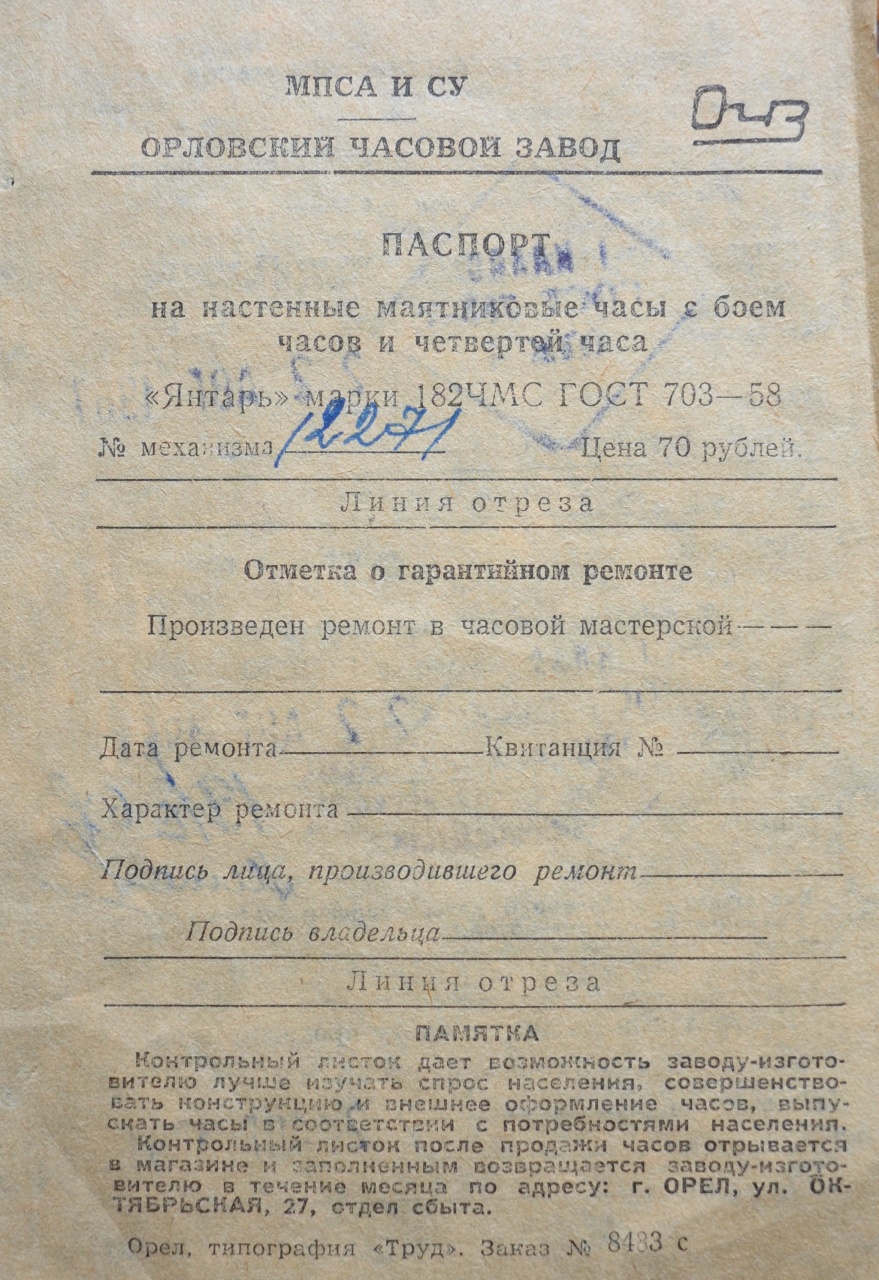 МПСА И СУ
ОРЛОВСКИЙ ЧАСОВОЙ ЗАВОД
ОЧЗ
ПАСПОРТ
на настенные маятниковые часы с боем
часов и четвертей часа
«Янтарь» марки 182ЧМС ГОСТ 703—58
№ механизма 12271 Цена 70 рублей.
Линия отреза
Отметка о гарантийном ремонте
Произведен ремонт в часовой мастерской
Дата ремонта Квитанция №
Характер ремонта
Подпись лица, производившего ремонт
Подпись владельца
Линия отреза
ПАМЯТКА
Контрольный листок дает возможность заводу-изгото-
вителю лучше изучать спрос населения, совершенство-
вать конструкцию и внешнее оформление часов, выпу-
скать часы в соответствии с потребностями населения.
Контрольный листок после продажи часов отрывается
в магазине и заполненным возвращается заводу-изгото-
вителю в течение месяца по адресу: г. ОРЕЛ, ул. ОК-
ТЯБРЬСКАЯ, 27, отдел сбыта.
Орел, типография «Труд». Заказ № 8483 с